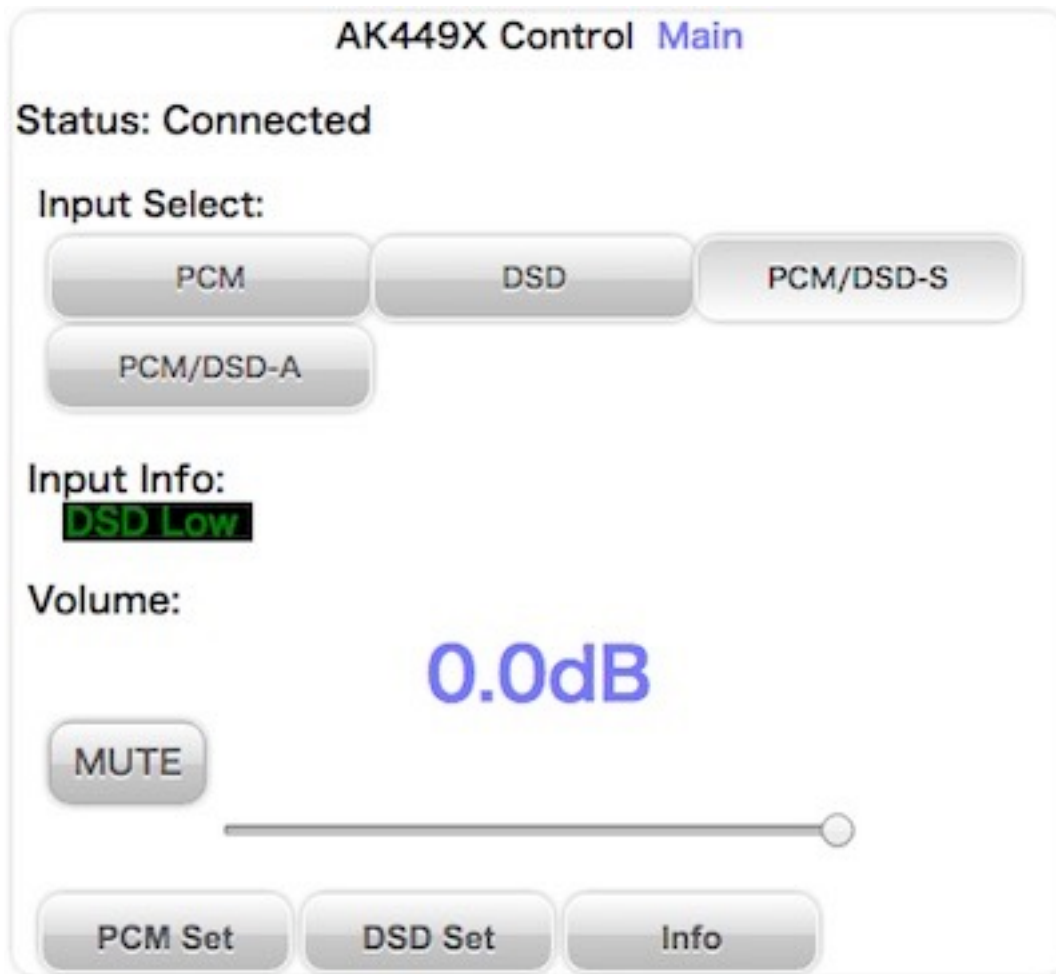 AK449X Control Main
Status: Connected
Input Select:
PCM DSD PCM/DSD-S
PCM/DSD-A
Input Info:
DSD Low
Volume:
0.0dB
MUTE
PCM Set DSD Set Info